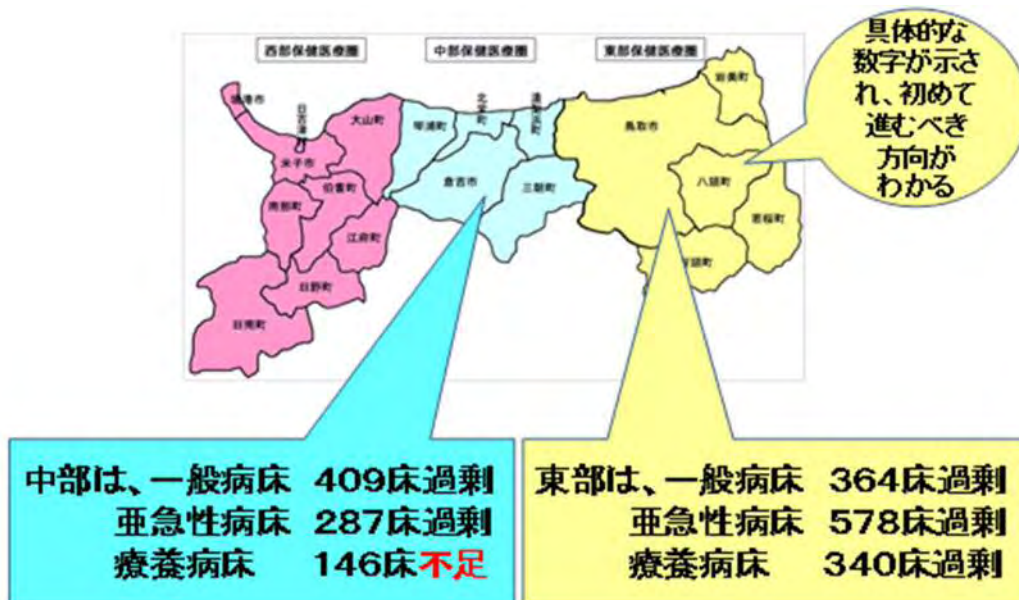 西部保健医療圏
中部保健医療圏
東部保健医療圏
具体的な
数字が示さ
れ、初めて
進むべき
方向が
わかる
境港市
日吉津
大山町
米子市
伯耆町
南部町
江府町
日野町
日南町
琴浦町
北栄町
湯梨浜町
倉吉市
三朝町
鳥取市
岩美町
八頭町
若桜町
頭町
中部は、一般病床 409床過剰
亜急性病床 287床過剰
療養病床 146床不足
東部は、一般病床 364床過剰
亜急性病床 578床過剰
療養病床 340床過剰